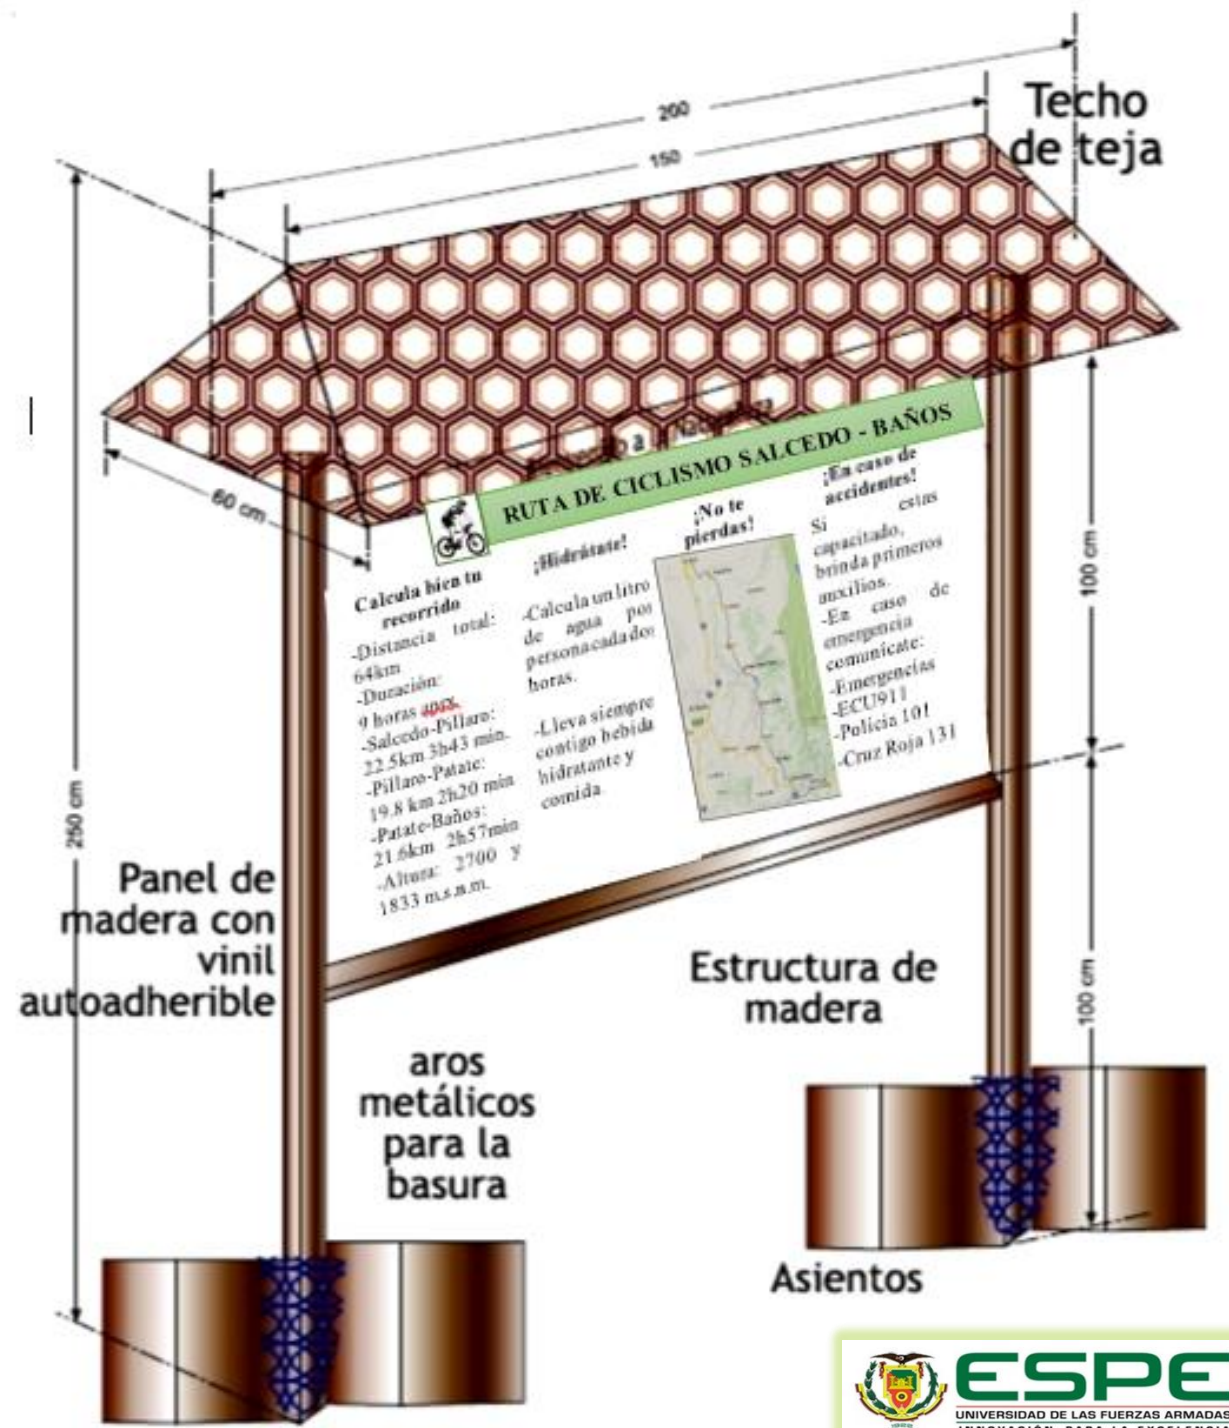 200
150
Techo
de teja
60 cm
250 cm
100 cm
100 cm
RUTA DE CICLISMO SALCEDO - BAÑOS
Calcula bien tu
recorrido
-Distancia total:
64km
-Duración:
9 horas aprx.
-Salcedo-Pillaro:
22.5km 3h43 min.
-Pillaro-Patate:
19.8 km 2h20 min
-Patate-Baños:
21.6km 2h57min
-Altura: 2700 y
1833 m.s.n.m.
¡Hidrátate!
-Calcula un litro
de agua por
persona cada dos
horas.
-Lleva siempre
contigo bebida
hidratante y
comida
¡No te
pierdas!
¡En caso de
accidentes!
Si estas
capacitado,
brinda primeros
auxilios.
-En caso de
emergencia
comunícate:
-Emergencias
-ECU911
-Policía 101
-Cruz Roja 131
Panel de
madera con
vinil
autoadherible
Estructura de
madera
aros
metálicos
para la
basura
Asientos
ESPE
UNIVERSIDAD DE LAS FUERZAS ARMADAS
INNOVACIÓN PARA LA EXCELENCIA